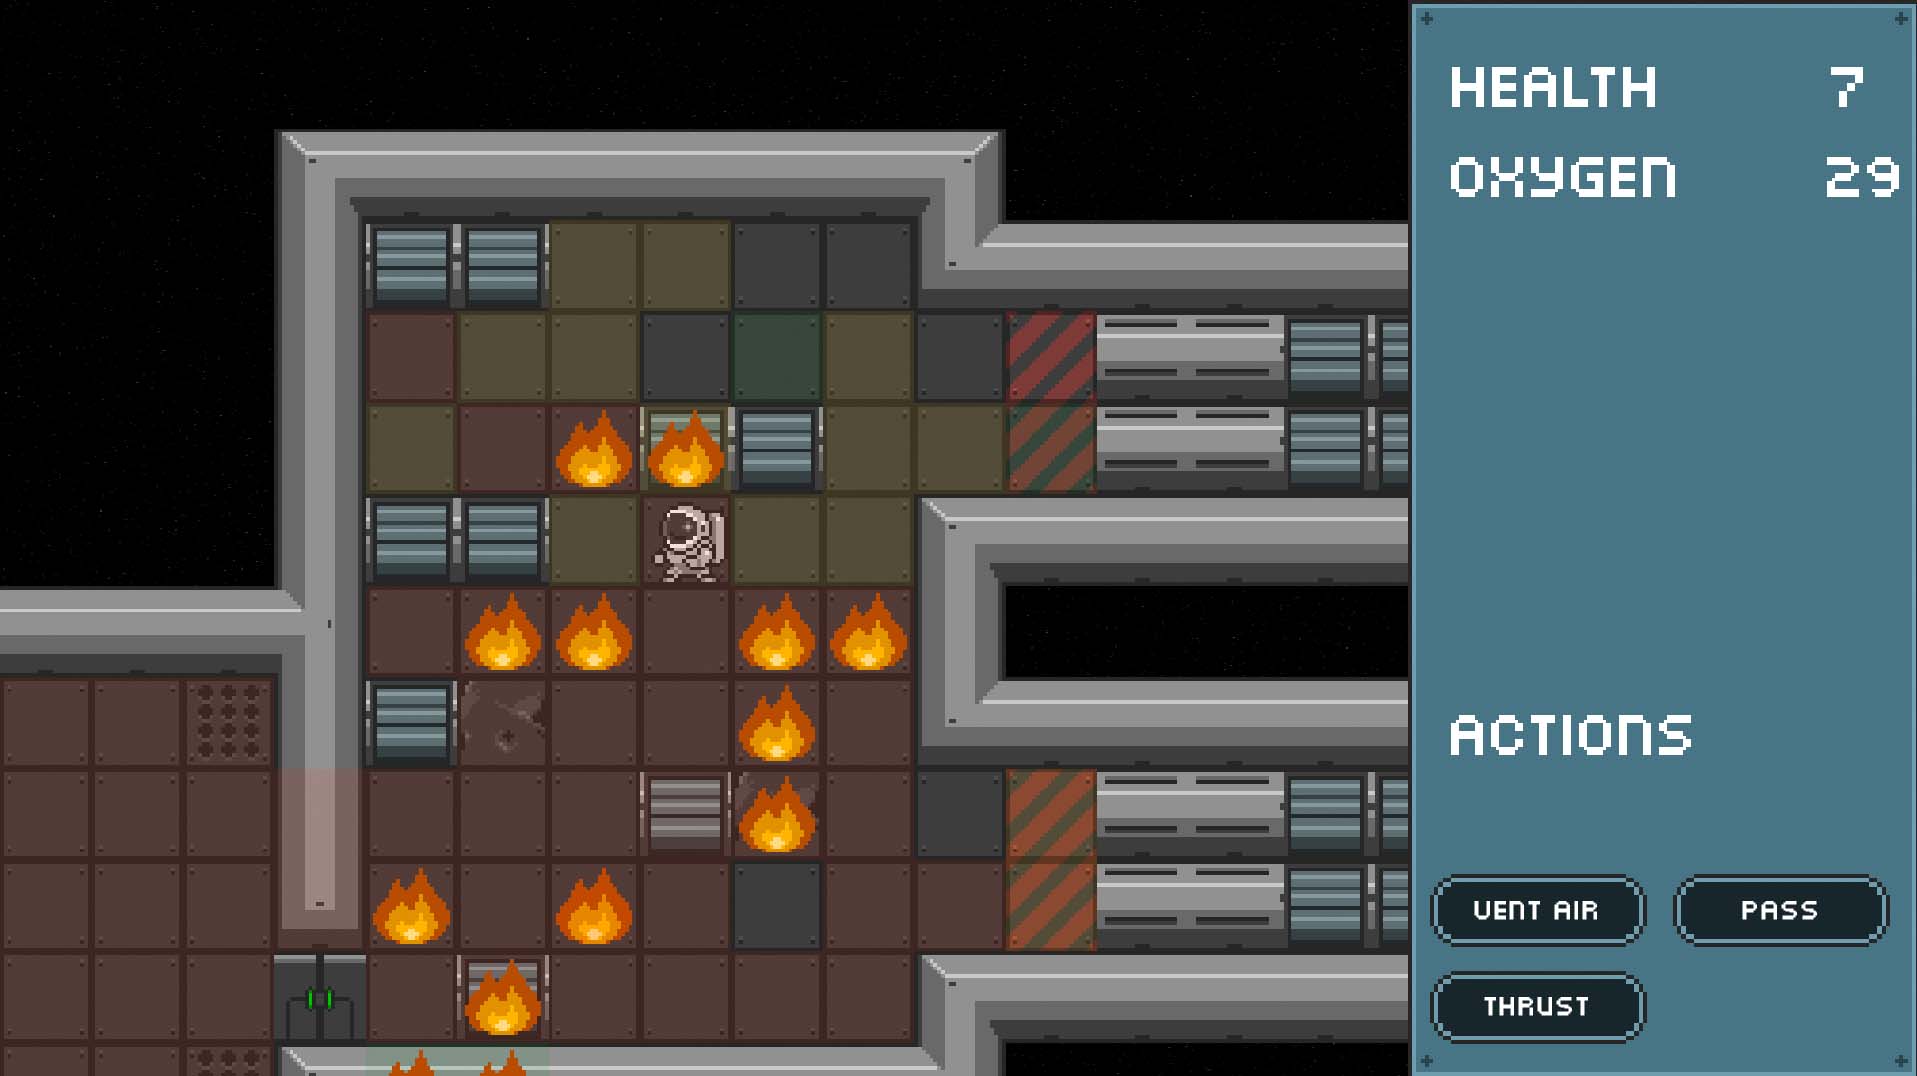 HEALTH 7
OXYGEN 29
ACTIONS
VENT AIR
PASS
THRUST